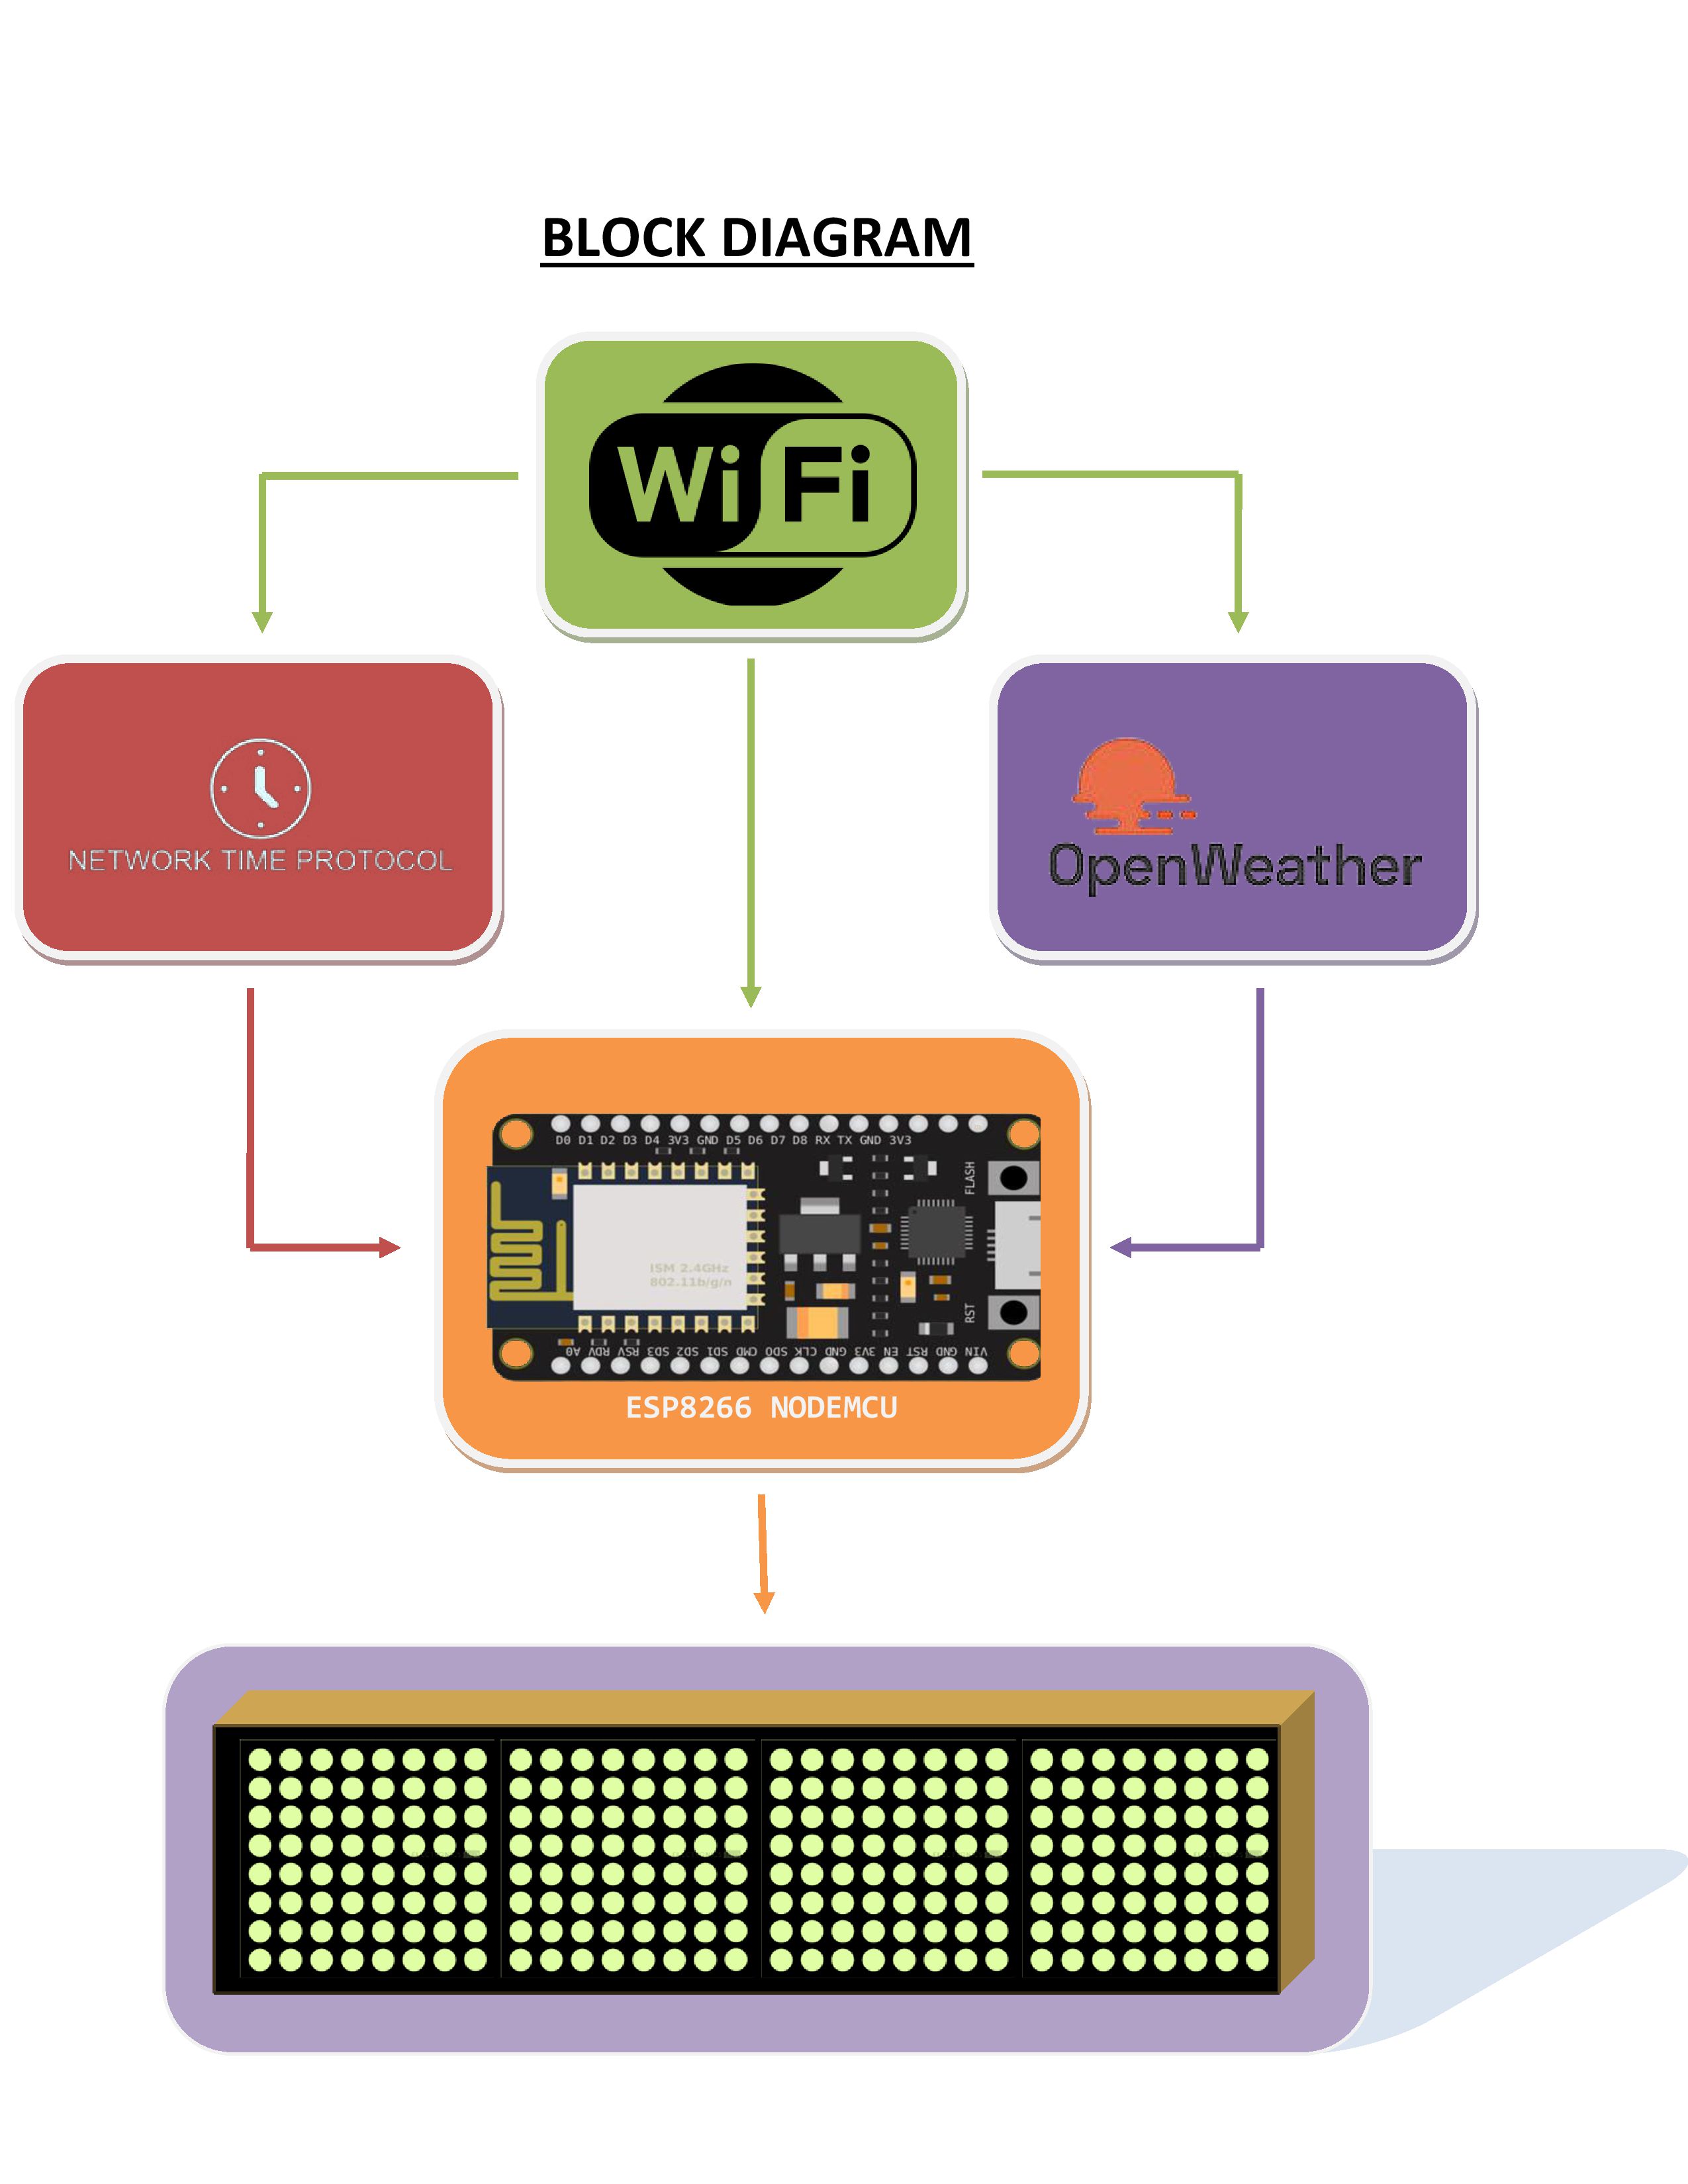 BLOCK DIAGRAM
Wi Fi
NETWORK TIME PROTOCOL
OpenWeather
D0 D1 D2 D3 D4 3V3 GND D5 D6 D7 D8 RX TX GND 3V3
FLASH
ISM 2.4GHz
802.11b/g/n
RST
A0 RSV SD3 SD2 SD1 CMD SD0 CLK GND 3V3 EN RST GND VIN
ESP8266 NODEMCU